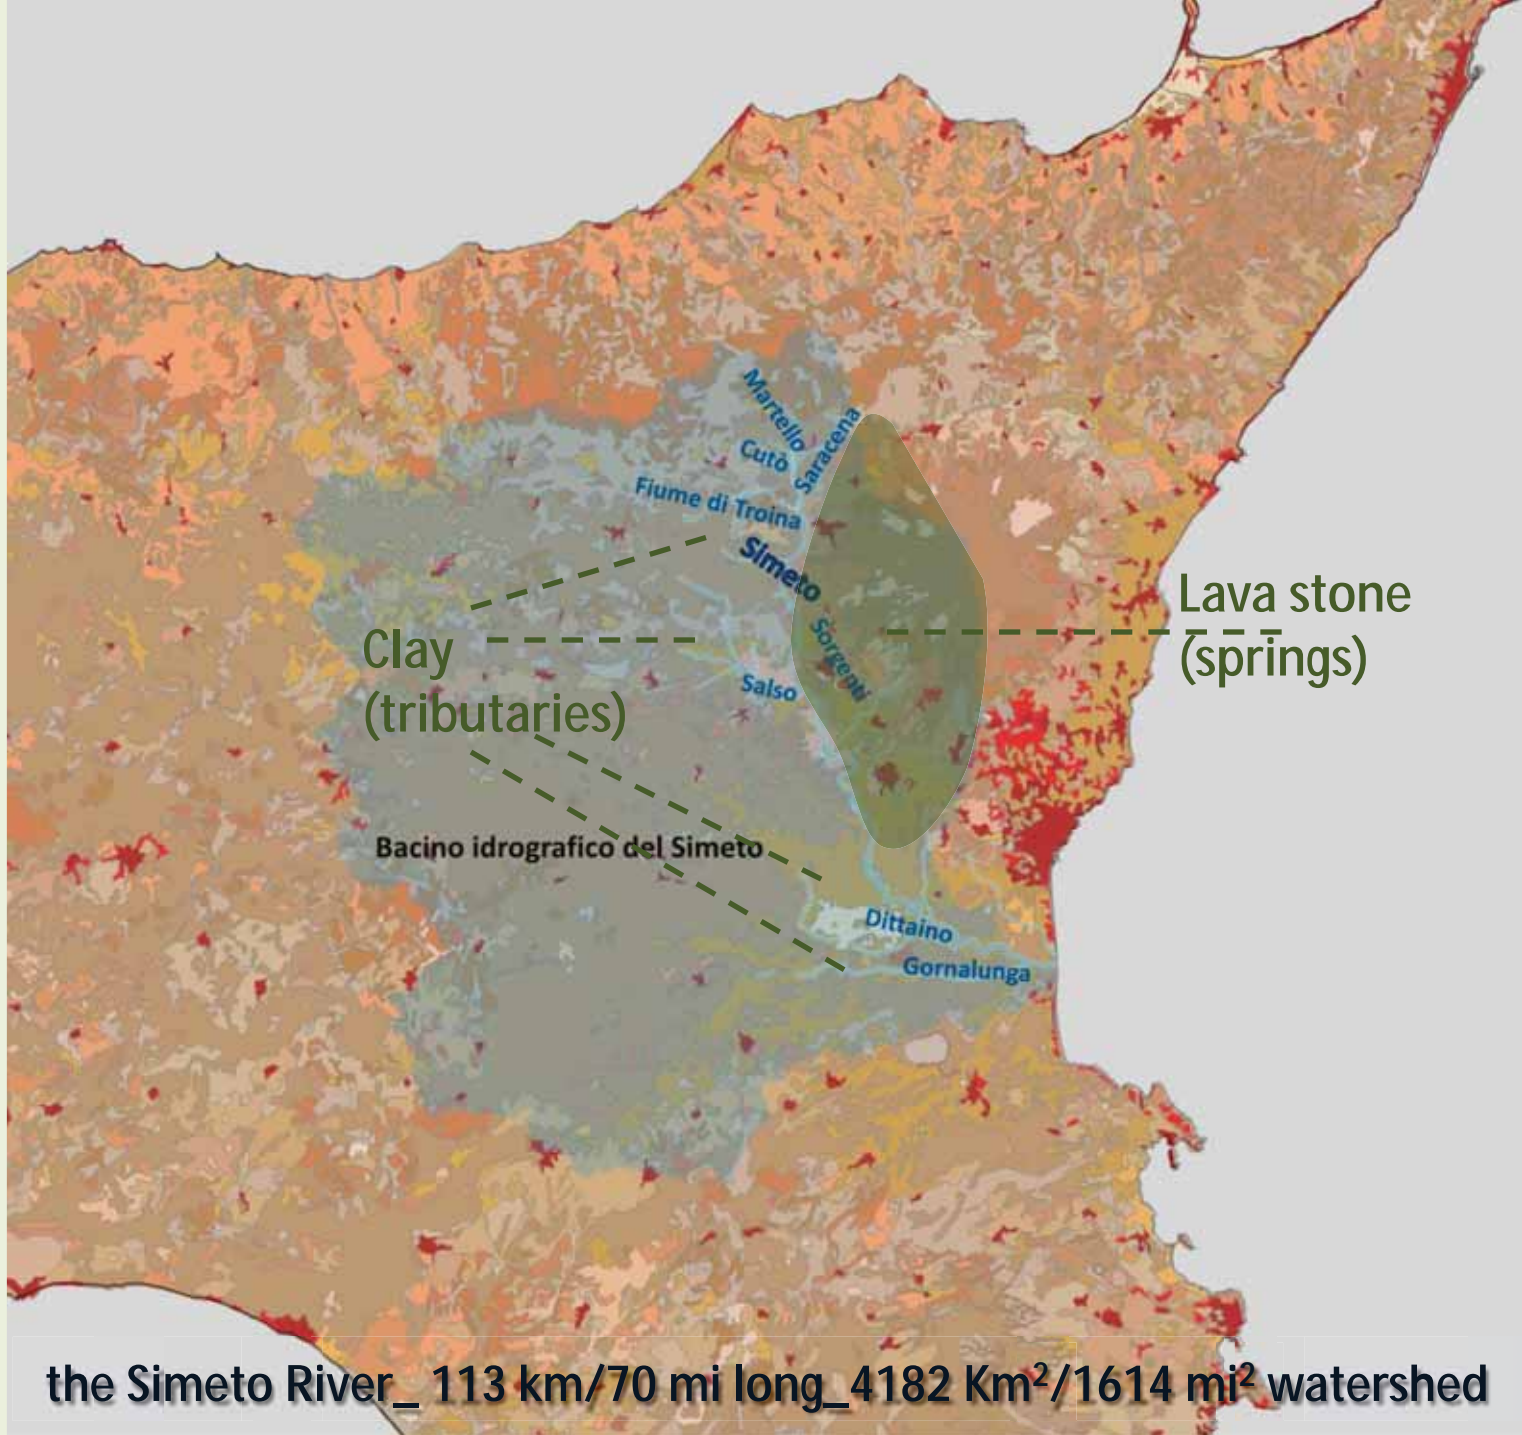 Martello
Cutò
Saracena
Fiume di Troina
Simeto
Lava stone
(springs)
Sorgenti
Clay
(tributaries)
Salso
Bacino idrografico del Simeto
Dittaino
Gornalunga
the Simeto River_ 113 km/70 mi long_4182 Km²/1614 mi² watershed